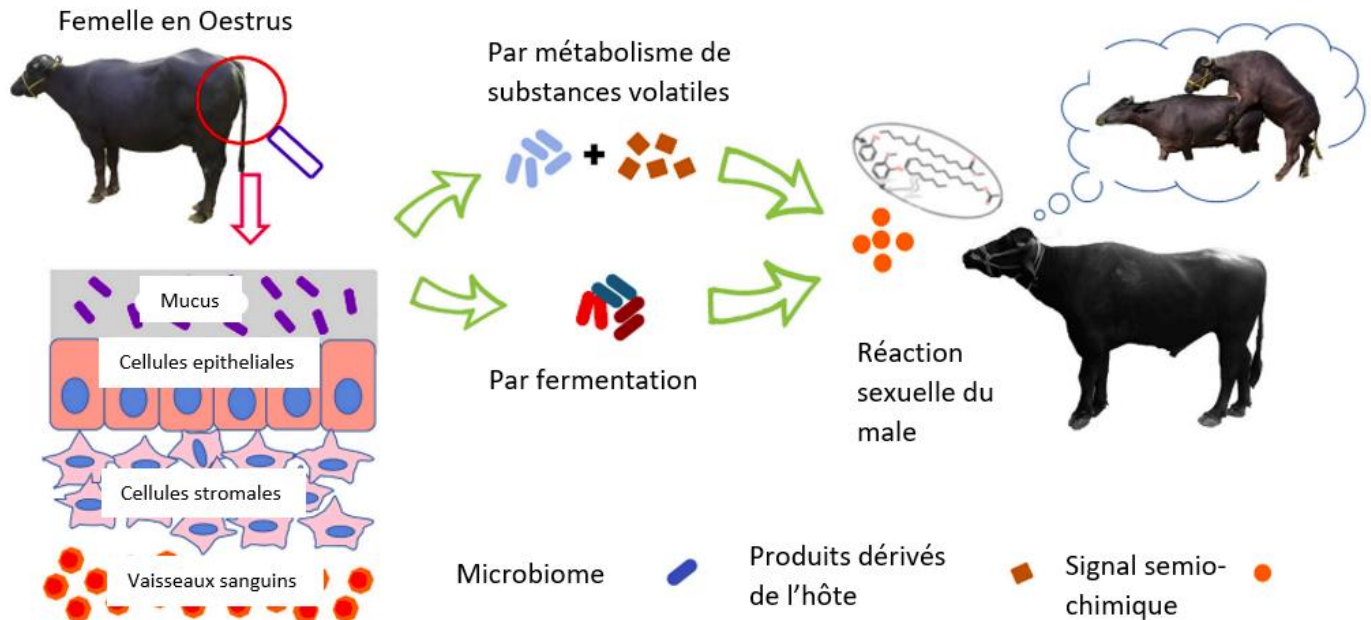 Femelle en Oestrus
Par métabolisme de
substances volatiles
Mucus
Cellules epitheliales
Cellules stromales
Vaisseaux sanguins
Par fermentation
Réaction
sexuelle du
male
Microbiome
Produits dérivés
de l'hôte
Signal semio-
chimique